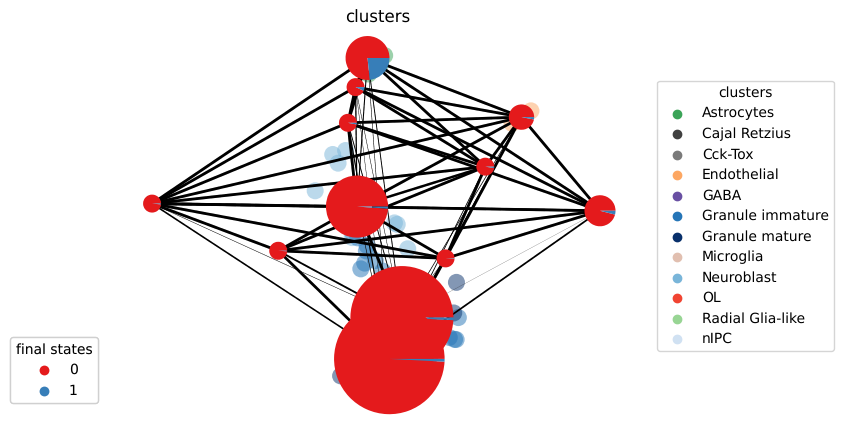 clusters
clusters
Astrocytes
Cajal Retzius
Cck-Tox
Endothelial
GABA
Granule immature
Granule mature
Microglia
Neuroblast
OL
Radial Glia-like
nIPC
final states
0
1